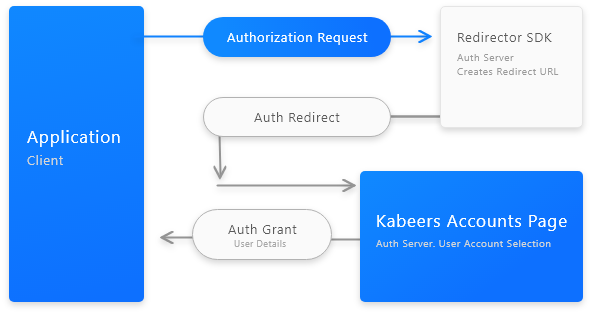 Authorization Request
Redirector SDK
Auth Server
Creates Redirect URL
Application
Client
Auth Redirect
Kabeers Accounts Page
Auth Server. User Account Selection
Auth Grant
User Details